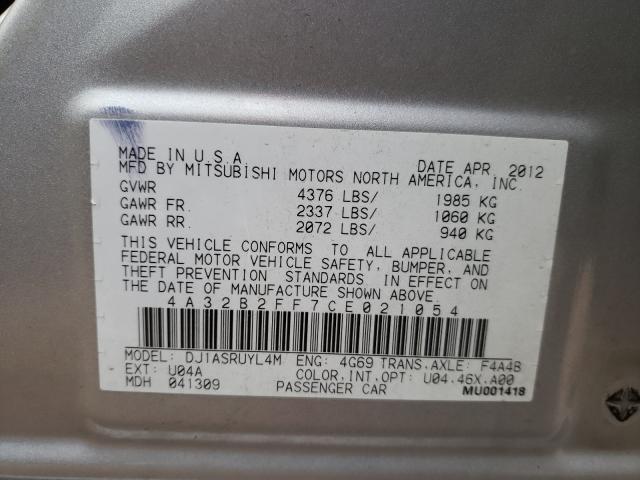 MADE IN U.S.A DATE APR 2012
MFD BY MITSUBISHI MOTORS NORTH AMERICA, INC.
GVWR 4376 LBS/ 1985 KG
GAWR FR. 2337 LBS/ 1060 KG
GAWR RR. 2072 LBS/ 940 KG
THIS VEHICLE CONFORMS TO ALL APPLICABLE
FEDERAL MOTOR VEHICLE SAFETY, BUMPER, AND
THEFT PREVENTION STANDARDS IN EFFECT ON
THE DATE OF MANUFACTURE SHOWN ABOVE.
4A32B2FF7CE021054
MODEL: DJ1ASRUYL4M ENG: 4G69 TRANS.AXLE: F4A4B
EXT: U04A COLOR.INT.OPT: U04.46X.A00
MDH 041309 PASSENGER CAR MU001418